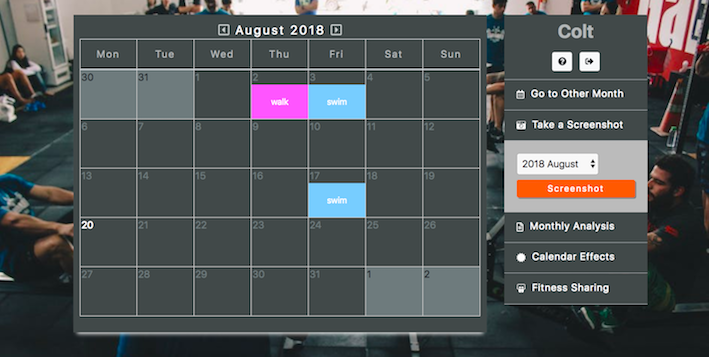 August 2018
Mon Tue Wed Thu Fri Sat Sun
30 31 1 2 3 4 5
walk swim
6 7 8 9 10 11 12
13 14 15 16 17 18 19
swim
20 21 22 23 24 25 26
27 28 29 30 31 1 2
Colt
Go to Other Month
Take a Screenshot
2018 August
Screenshot
Monthly Analysis
Calendar Effects
Fitness Sharing